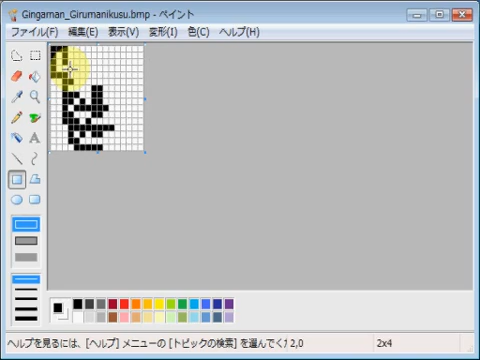 Gingaman_Girumanikusu.bmp - ペイント
ファイル(F) 編集(E) 表示(V) 変形(I) 色(C) ヘルプ(H)
A
ヘルプを見るには、[ヘルプ] メニューの [トピックの検索] を選んでくだ 2,0 2x4